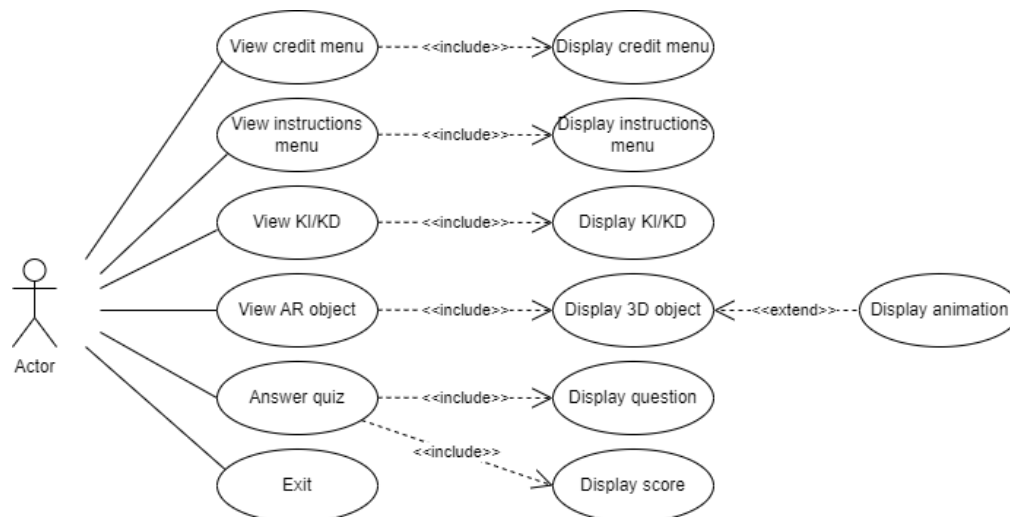 View credit menu
<<include>>
Display credit menu
View instructions
menu
<<include>>
Display instructions
menu
View KI/KD
<<include>>
Display KI/KD
View AR object
<<include>>
Display 3D object
<<extend>>
Display animation
Actor
Answer quiz
<<include>>
Display question
<<include>>
Exit
Display score